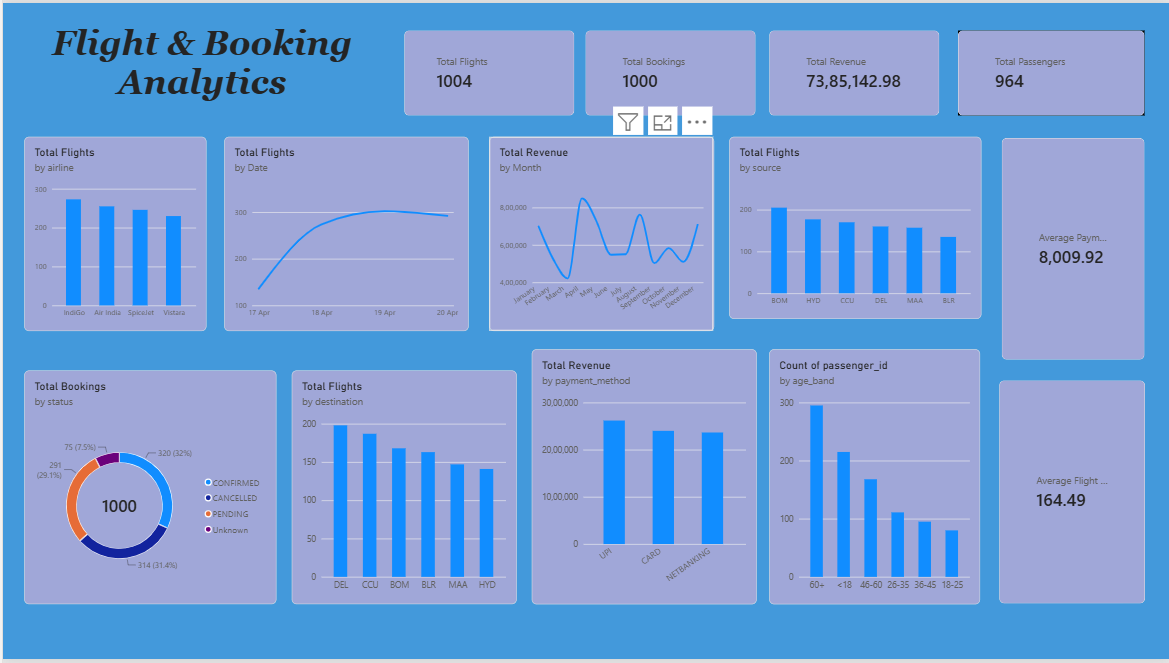 Flight & Booking
Analytics
Total Flights
1004
Total Bookings
1000
Total Revenue
73,85,142.98
Total Passengers
964
Total Flights
by airline
300
200
100
0
IndiGo Air India SpiceJet Vistara
Total Flights
by Date
300
200
100
17 Apr 18 Apr 19 Apr 20 Apr
Total Revenue
by Month
8,00,000
6,00,000
4,00,000
January February March April May June July August September October November December
Total Flights
by source
200
100
0
BOM HYD CCU DEL MAA BLR
Average Paym...
8,009.92
Total Bookings
by status
75 (7.5%)
320 (32%)
291
(29.1%)
1000
314 (31.4%)
CONFIRMED
CANCELLED
PENDING
Unknown
Total Flights
by destination
200
150
100
50
0
DEL CCU BOM BLR MAA HYD
Total Revenue
by payment_method
30,00,000
20,00,000
10,00,000
0
UPI CARD NETBANKING
Count of passenger_id
by age_band
300
200
100
0
60+ <18 46-60 26-35 36-45 18-25
Average Flight ...
164.49